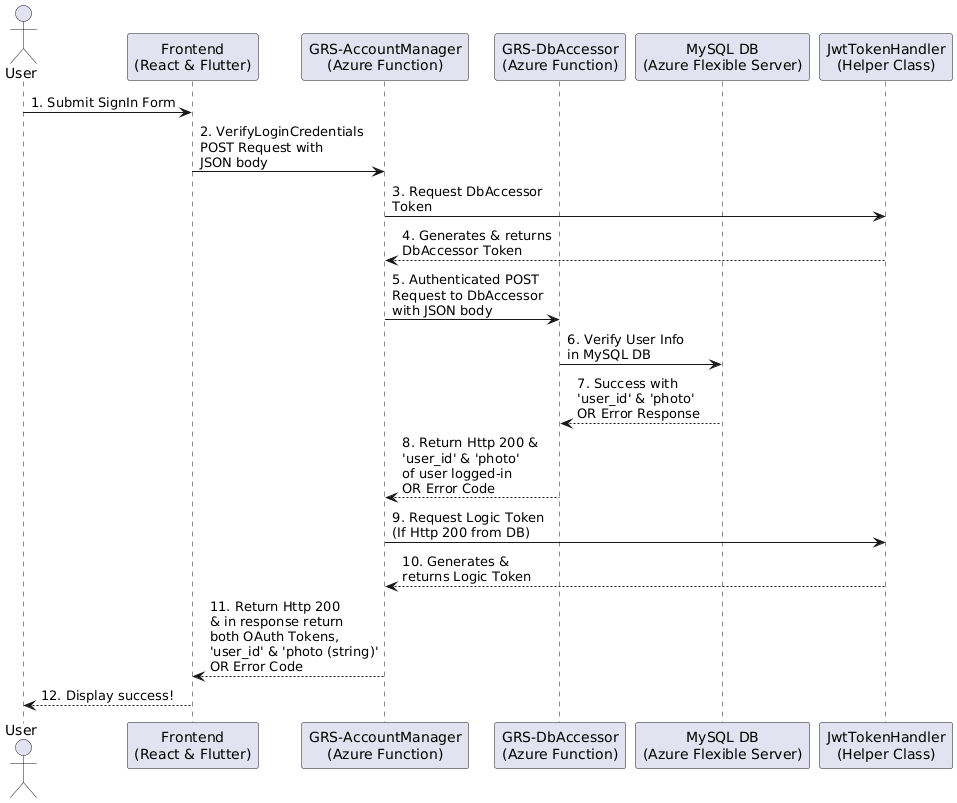 User
Frontend
(React & Flutter)
GRS-AccountManager
(Azure Function)
GRS-DbAccessor
(Azure Function)
MySQL DB
(Azure Flexible Server)
JwtTokenHandler
(Helper Class)
1. Submit SignIn Form
2. VerifyLoginCredentials
POST Request with
JSON body
3. Request DbAccessor
Token
4. Generates & returns
DbAccessor Token
5. Authenticated POST
Request to DbAccessor
with JSON body
6. Verify User Info
in MySQL DB
7. Success with
'user_id' & 'photo'
OR Error Response
8. Return Http 200 &
'user_id' & 'photo'
of user logged-in
OR Error Code
9. Request Logic Token
(If Http 200 from DB)
10. Generates &
returns Logic Token
11. Return Http 200
& in response return
both OAuth Tokens,
'user_id' & 'photo (string)'
OR Error Code
12. Display success!
User
Frontend
(React & Flutter)
GRS-AccountManager
(Azure Function)
GRS-DbAccessor
(Azure Function)
MySQL DB
(Azure Flexible Server)
JwtTokenHandler
(Helper Class)